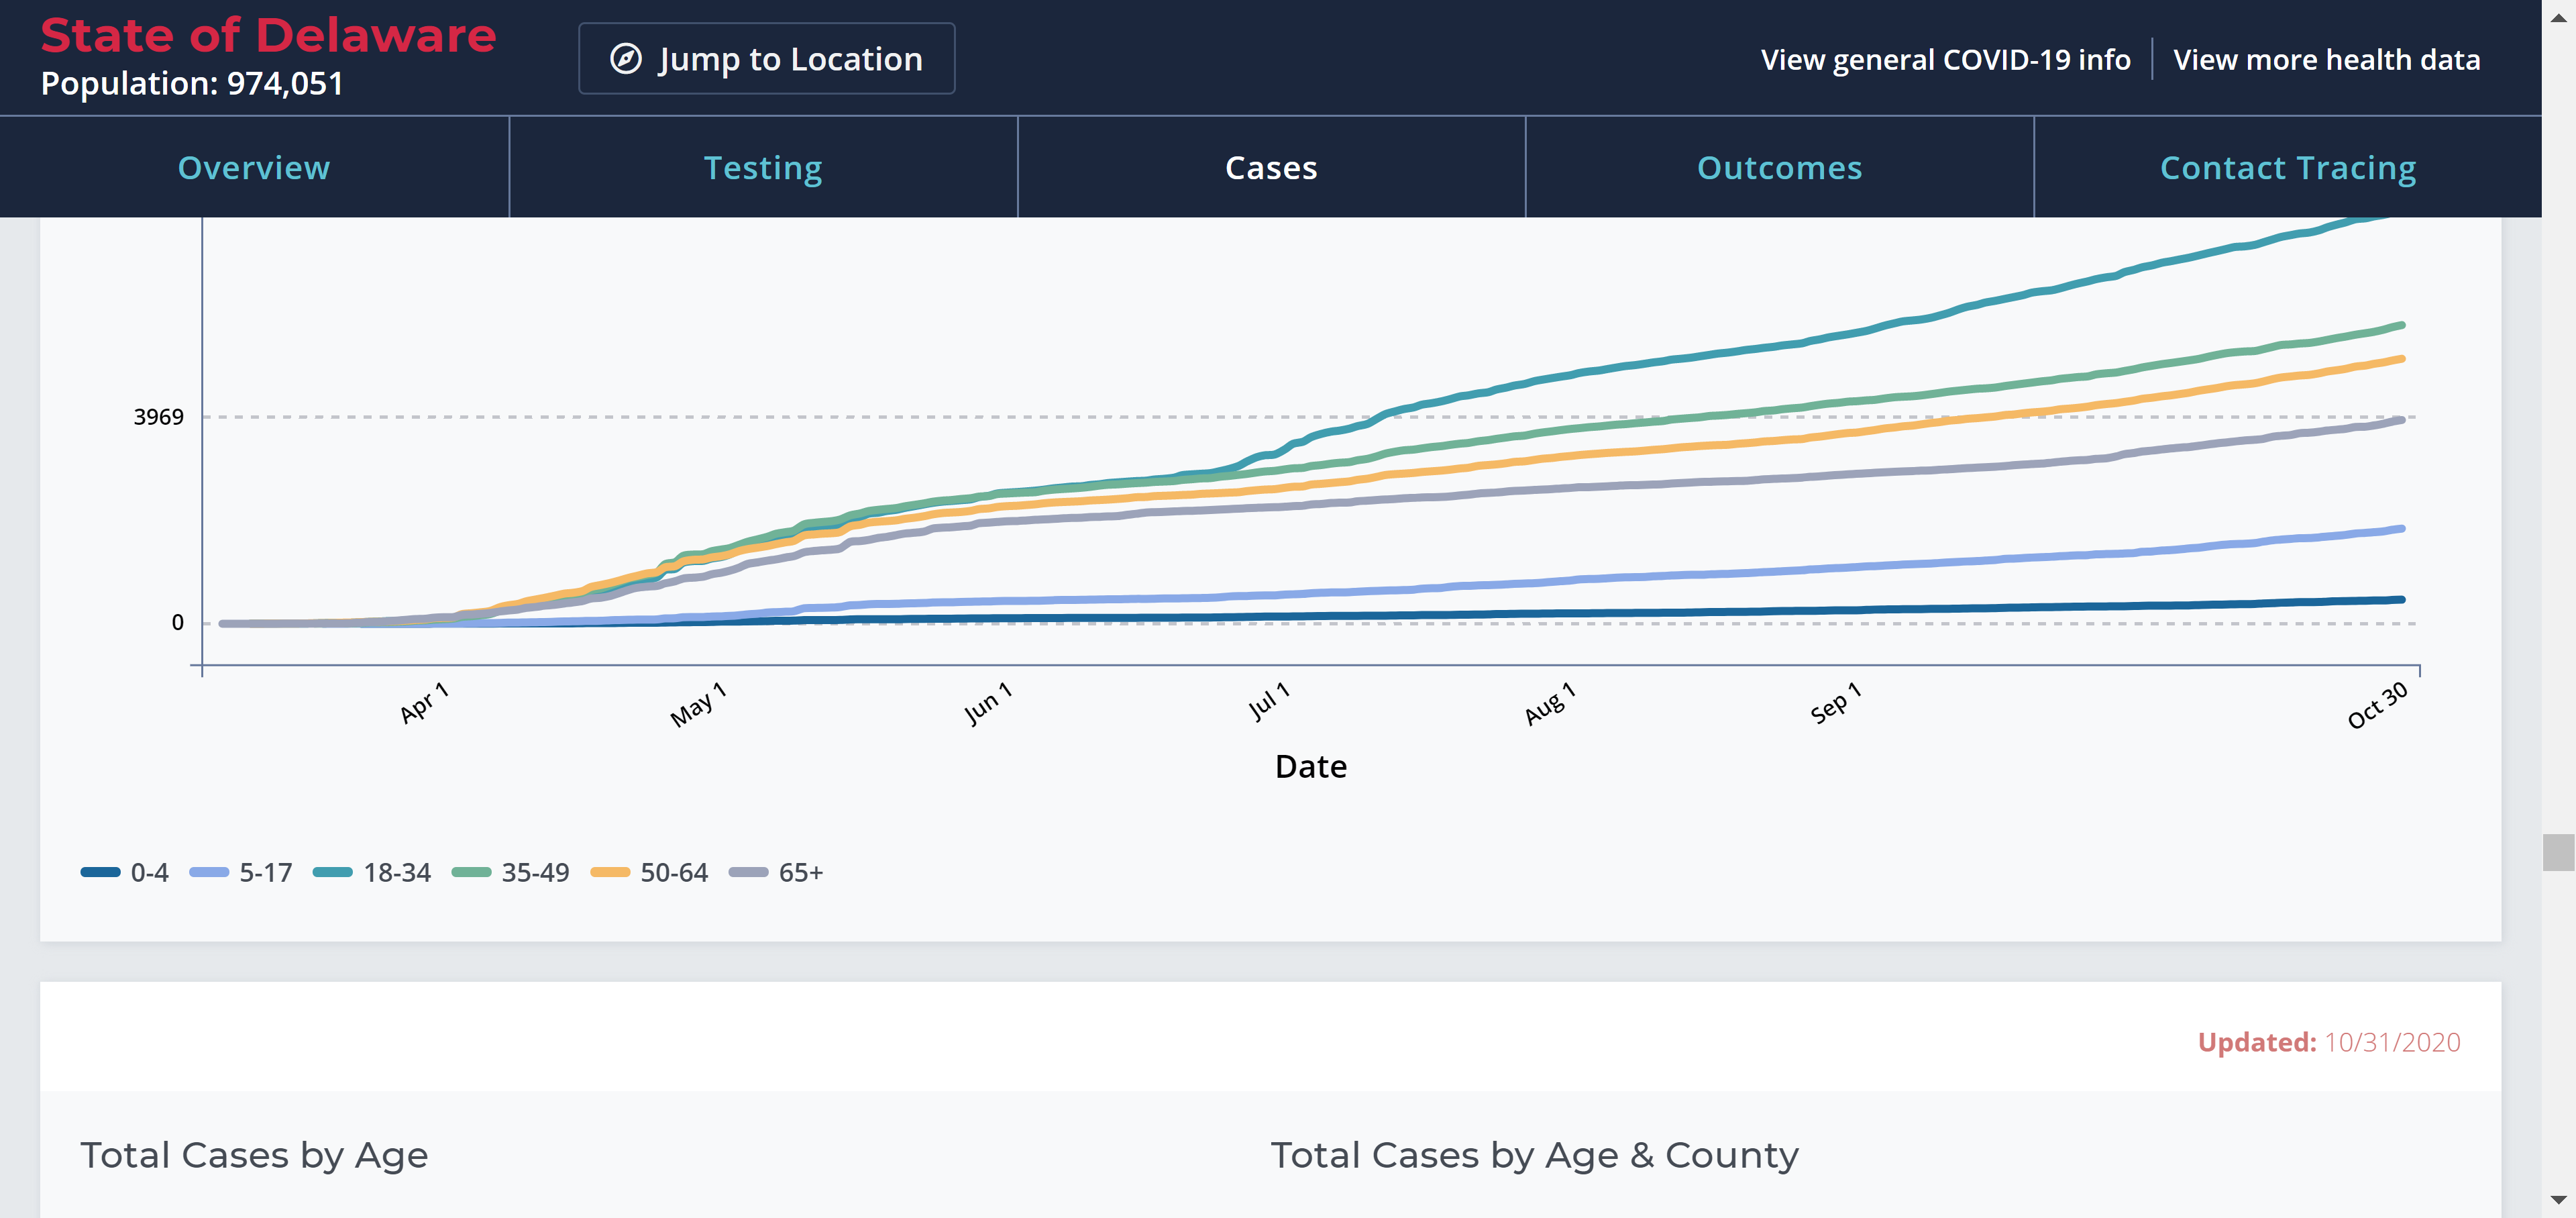 State of Delaware
Population: 974,051
Jump to Location
View general COVID-19 info
View more health data
Overview
Testing
Cases
Outcomes
Contact Tracing
3969
0
Apr 1
May 1
Jun 1
Jul 1
Aug 1
Sep 1
Oct 30
Date
0-4
5-17
18-34
35-49
50-64
65+
Updated: 10/31/2020
Total Cases by Age
Total Cases by Age & County